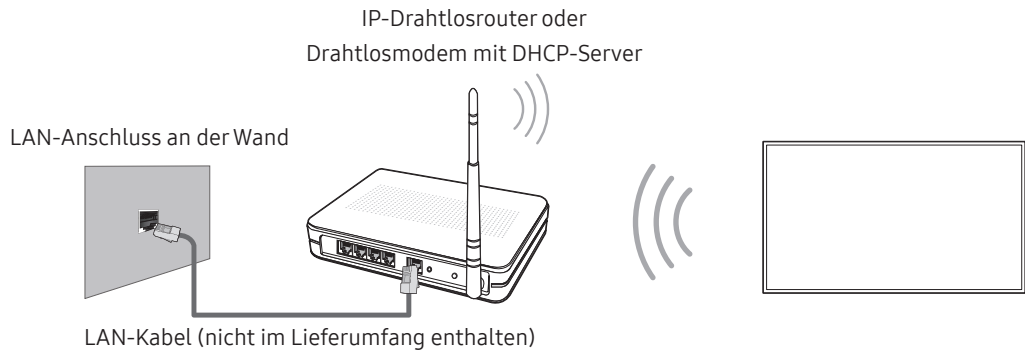 IP-Drahtlosrouter oder
Drahtlosmodem mit DHCP-Server
LAN-Anschluss an der Wand
LAN-Kabel (nicht im Lieferumfang enthalten)